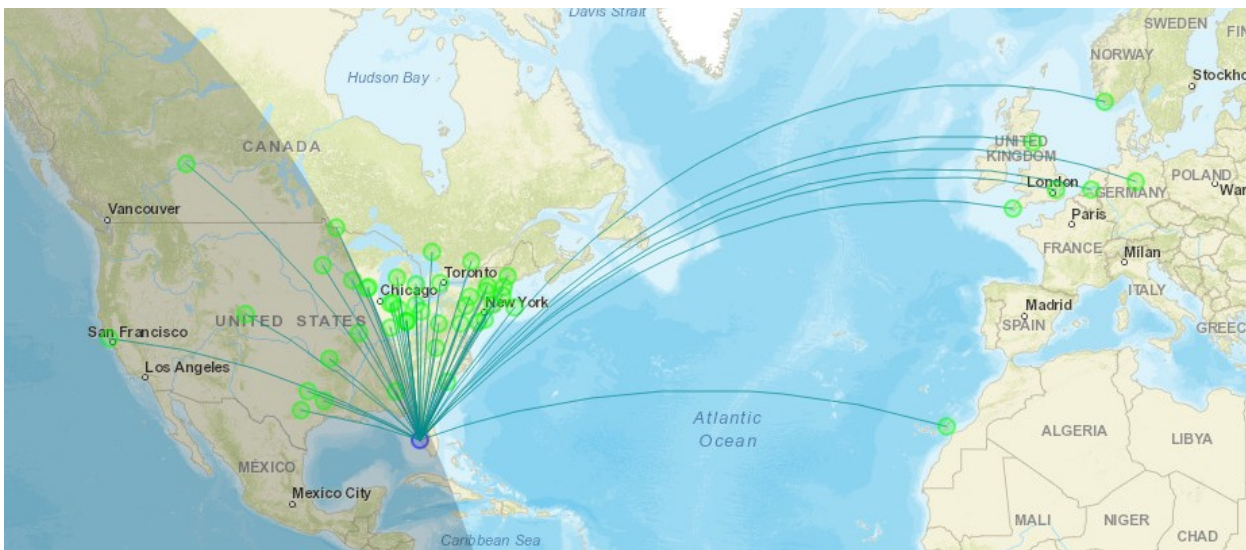 Davis Strait
SWEDEN
FIN
NORWAY
Stockho
Hudson Bay
CANADA
UNITED
KINGDOM
POLAND
London
GERMANY
War
Vancouver
Paris
FRANCE
Milan
Toronto
Chicago
New York
ITALY
Madrid
UNITED STATES
San Francisco
SPAIN
GREEC
Los Angeles
Atlantic
Ocean
ALGERIA
LIBYA
MÉXICO
Mexico City
MALI
NIGER
CHAD
Caribbean Sea